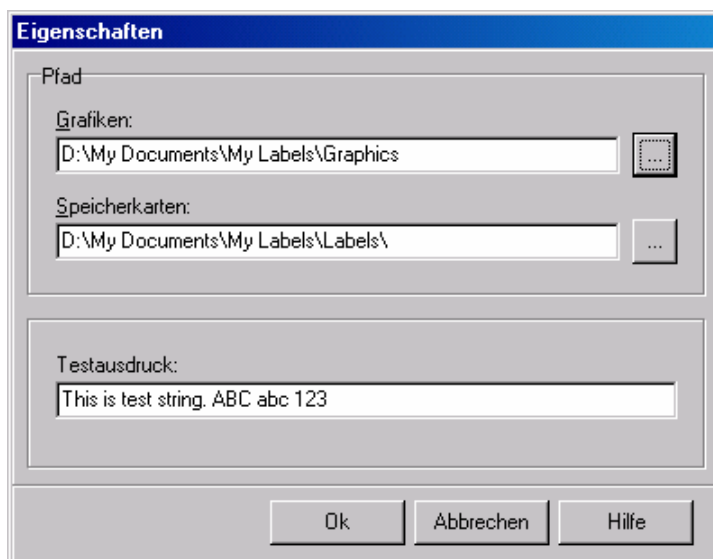 Eigenschaften
Pfad
Grafiken:
D:\My Documents\My Labels\Graphics
...
Speicherkarten:
D:\My Documents\My Labels\Labels\
...
Testausdruck:
This is test string. ABC abc 123
Ok
Abbrechen
Hilfe